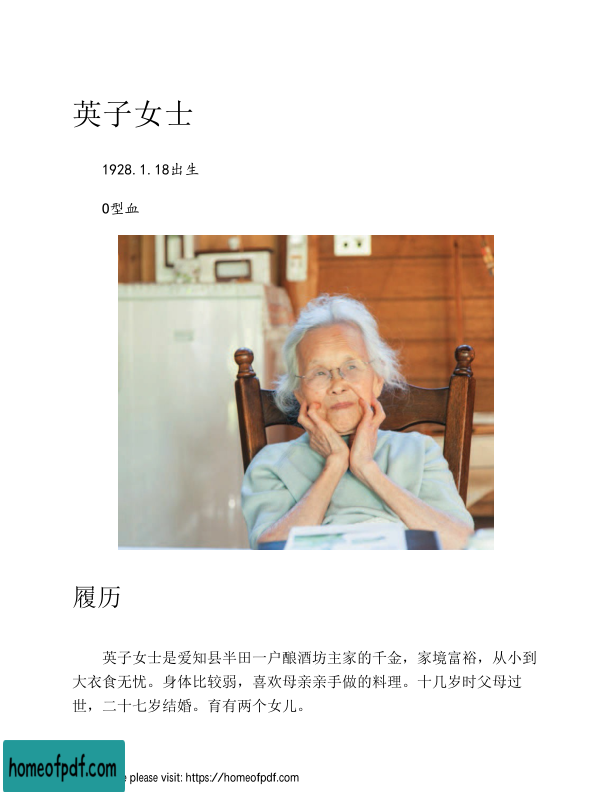 英子女士
1928.1.18出生
O型血
履历
英子女士是爱知县半田一户酿酒坊主家的千金，家境富裕，从小到
大衣食无忧。身体比较弱，喜欢母亲亲手做的料理。十几岁时父母过
世，二十七岁结婚。育有两个女儿。
homeofpdf.com
please visit: https://homeofpdf.com